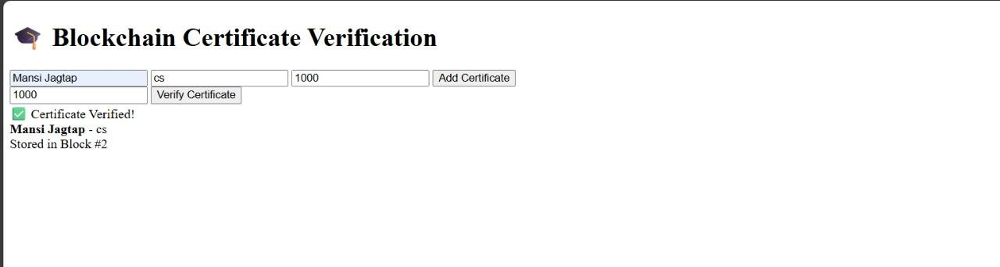 🎓 Blockchain Certificate Verification
Mansi Jagtap cs 1000 Add Certificate
1000 Verify Certificate
✅ Certificate Verified!
Mansi Jagtap - cs
Stored in Block #2